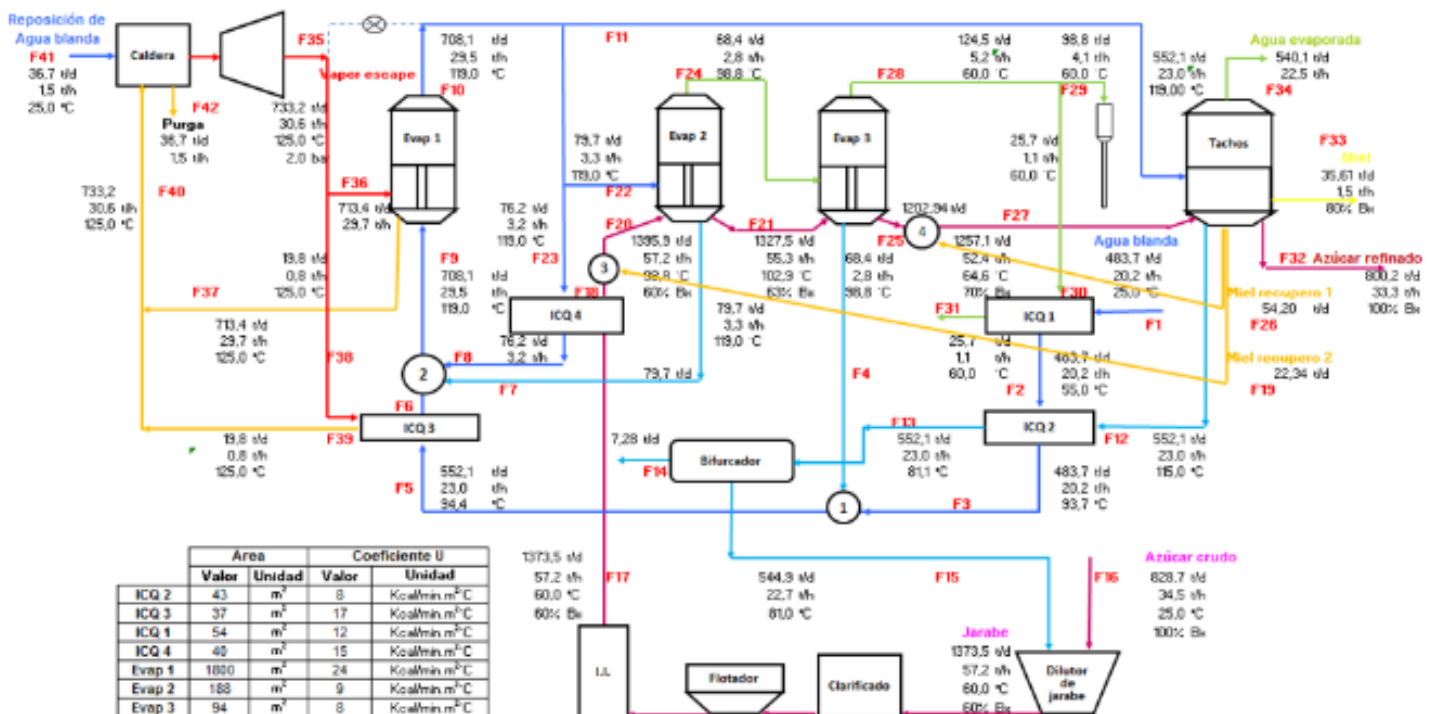 Reposición de
Agua blanda
F41
36,7 t/d
1,5 t/h
25,0 °C
Caldera
F42
Purga
36,7 t/d
1,5 t/h
F35
Vapor escape
733,2 t/d
30,6 t/h
125,0 °C
2,0 ba
708,1 t/d
29,5 t/h
119,0 °C
F10
Evap 1
F11
68,4 t/d
2,8 t/h
98,8 °C
F24
Evap 2
124,5 t/d
5,2 t/h
60,0 °C
F28
Evap 3
98,8 t/d
4,1 t/h
60,0 °C
F29
552,1 t/d
23,0 t/h
119,00 °C
Agua evaporada
540,1 t/d
22,5 t/h
F34
Tachos
F33
Miel
35,61 t/d
1,5 t/h
80% Bx
733,2
30,6 t/h
125,0 °C
F40
F36
713,4 t/d
29,7 t/h
79,7 t/d
3,3 t/h
119,0 °C
F22
25,7 t/d
1,1 t/h
60,0 °C
76,2 t/d
3,2 t/h
119,0 °C
F23
F20
F21
1202,94 t/d
F25
4
F27
F9
708,1 t/d
29,5 t/h
119,0 °C
19,8 t/d
0,8 t/h
125,0 °C
F37
713,4 t/d
29,7 t/h
125,0 °C
F38
3
1395,9 t/d
57,2 t/h
98,8 °C
60% Bx
1327,5 t/d
55,3 t/h
102,9 °C
63% Bx
68,4 t/d
2,8 t/h
98,8 °C
1257,1 t/d
52,4 t/h
64,6 °C
70% Bx
Agua blanda
483,7 t/d
20,2 t/h
25,0 °C
F1
F32 Azúcar refinado
800,2 t/d
33,3 t/h
100% Bx
Miel recupero 1
54,20 t/d
F26
F18
ICQ 4
79,7 t/d
3,3 t/h
119,0 °C
F31
F30
ICQ 1
76,2 t/d
3,2 t/h
F8
2
F7
79,7 t/d
F4
25,7 t/d
1,1 t/h
60,0 °C
483,7 t/d
20,2 t/h
55,0 °C
F2
Miel recupero 2
22,34 t/d
F19
F6
ICQ 3
F39
19,8 t/d
0,8 t/h
125,0 °C
7,28 t/d
F14
Bifurcador
F13
552,1 t/d
23,0 t/h
81,1 °C
ICQ 2
F12
552,1 t/d
23,0 t/h
115,0 °C
552,1 t/d
23,0 t/h
94,4 °C
F5
1
F3
483,7 t/d
20,2 t/h
93,7 °C
Area Coeficiente U
Valor Unidad Valor Unidad
ICQ 2 43 m² 8 Kcal/min.m²°C
ICQ 3 37 m² 17 Kcal/min.m²°C
ICQ 1 54 m² 12 Kcal/min.m²°C
ICQ 4 40 m² 15 Kcal/min.m²°C
Evap 1 1800 m² 24 Kcal/min.m²°C
Evap 2 188 m² 9 Kcal/min.m²°C
Evap 3 94 m² 8 Kcal/min.m²°C
1373,5 t/d
57,2 t/h
60,0 °C
60% Bx
F17
544,9 t/d
22,7 t/h
81,0 °C
F15
F16
Azúcar crudo
828,7 t/d
34,5 t/h
25,0 °C
100% Bx
Jarabe
1373,5 t/d
57,2 t/h
60,0 °C
60% Bx
I.I.
Flotador
Clarificado
Dilutor
de
jarabe